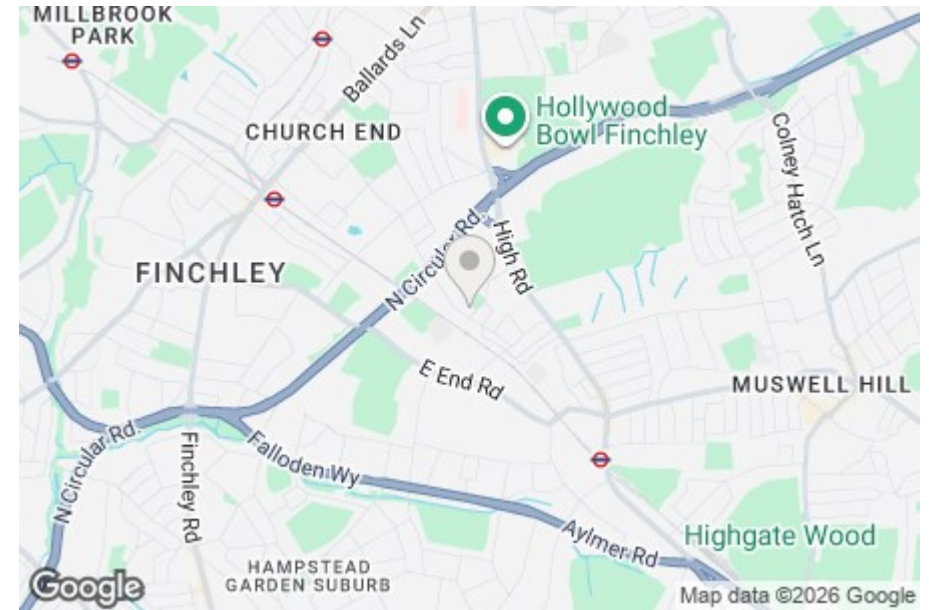 MILLBROOK
PARK
Ballards Ln
CHURCH END
Hollywood
Bowl Finchley
Colney Hatch Ln
N Circular Rd.
High Rd
FINCHLEY
E End Rd
MUSWELL HILL
N Circular Rd.
Finchley Rd
Falloden Wy
Aylmer Rd
Highgate Wood
HAMPSTEAD
GARDEN SUBURB
Google
Map data ©2026 Google